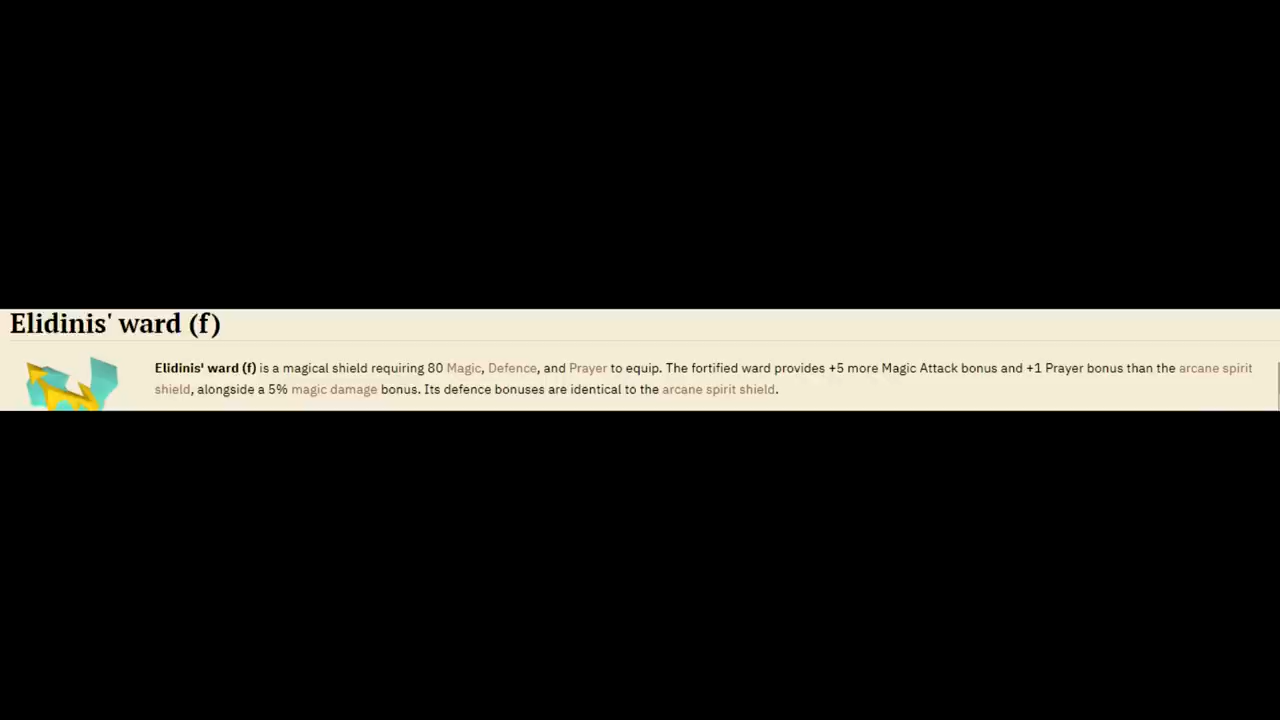 Elidinis' ward (f)
Elidinis' ward (f) is a magical shield requiring 80 Magic, Defence, and Prayer to equip. The fortified ward provides +5 more Magic Attack bonus and +1 Prayer bonus than the arcane spirit
shield, alongside a 5% magic damage bonus. Its defence bonuses are identical to the arcane spirit shield.